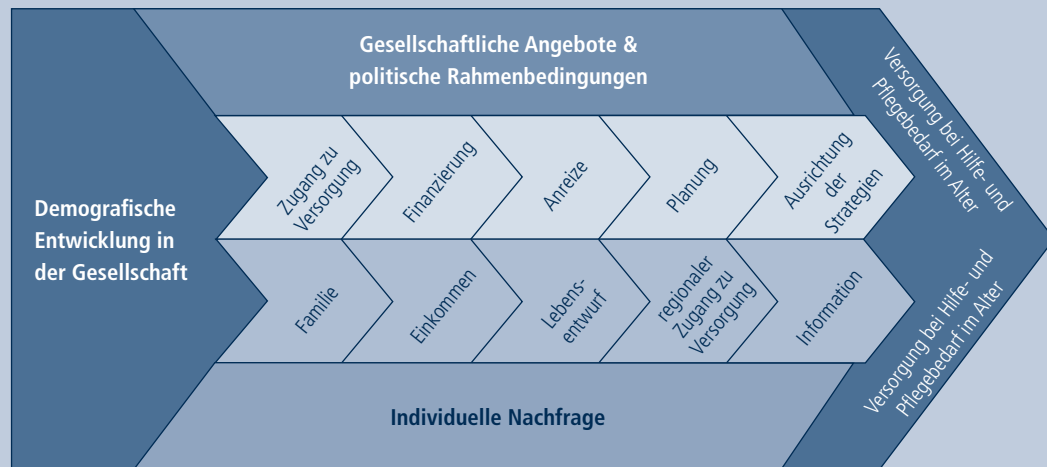 Gesellschaftliche Angebote &
politische Rahmenbedingungen
Demografische
Entwicklung in
der Gesellschaft
Zugang zu
Versorgung
Finanzierung
Anreize
Planung
Ausrichtung
der
Strategien
Familie
Einkommen
Lebens-
entwurf
regionaler
Zugang zu
Versorgung
Information
Individuelle Nachfrage
Versorgung bei Hilfe- und
Pflegebedarf im Alter
Versorgung bei Hilfe- und
Pflegebedarf im Alter